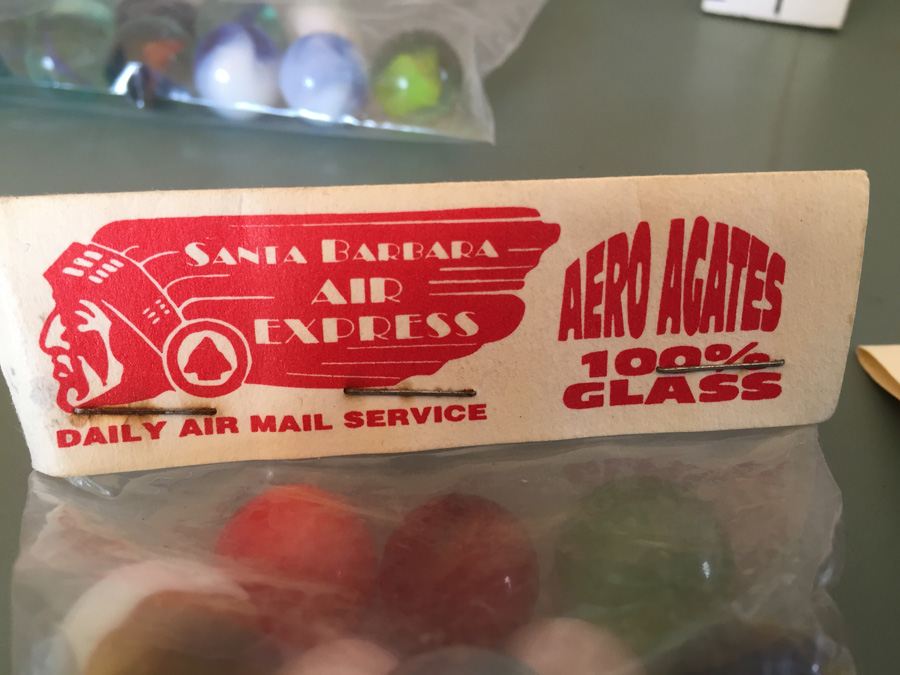 SANTA BARBARA
AIR
EXPRESS
DAILY AIR MAIL SERVICE
AERO AGATES
100%
GLASS